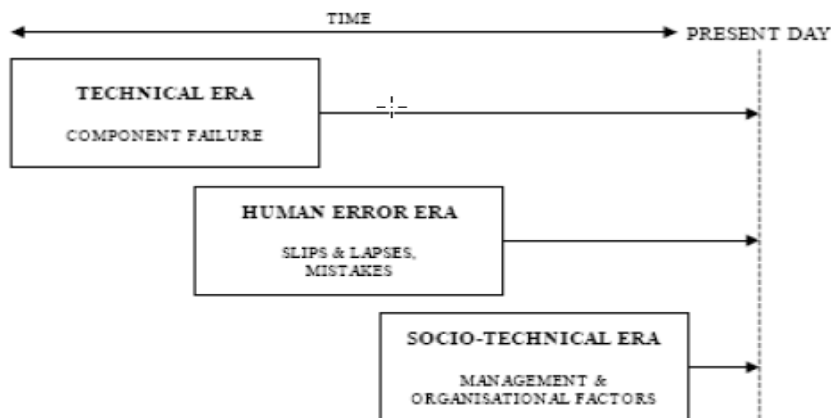 TIME
PRESENT DAY
TECHNICAL ERA
COMPONENT FAILURE
HUMAN ERROR ERA
SLIPS & LAPSES,
MISTAKES
SOCIO-TECHNICAL ERA
MANAGEMENT &
ORGANISATIONAL FACTORS